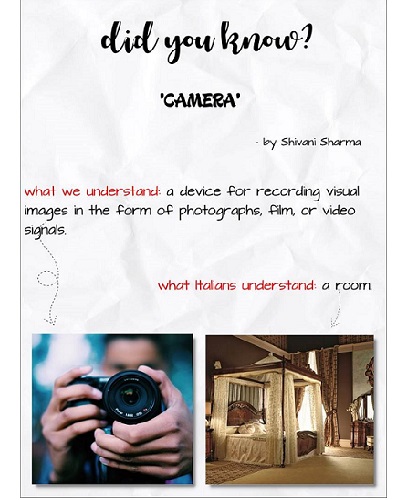 did you know?
"CAMERA"
- by Shivani Sharma
what we understand: a device for recording visual
images in the form of photographs, film, or video
signals.
what Italians understand: a room